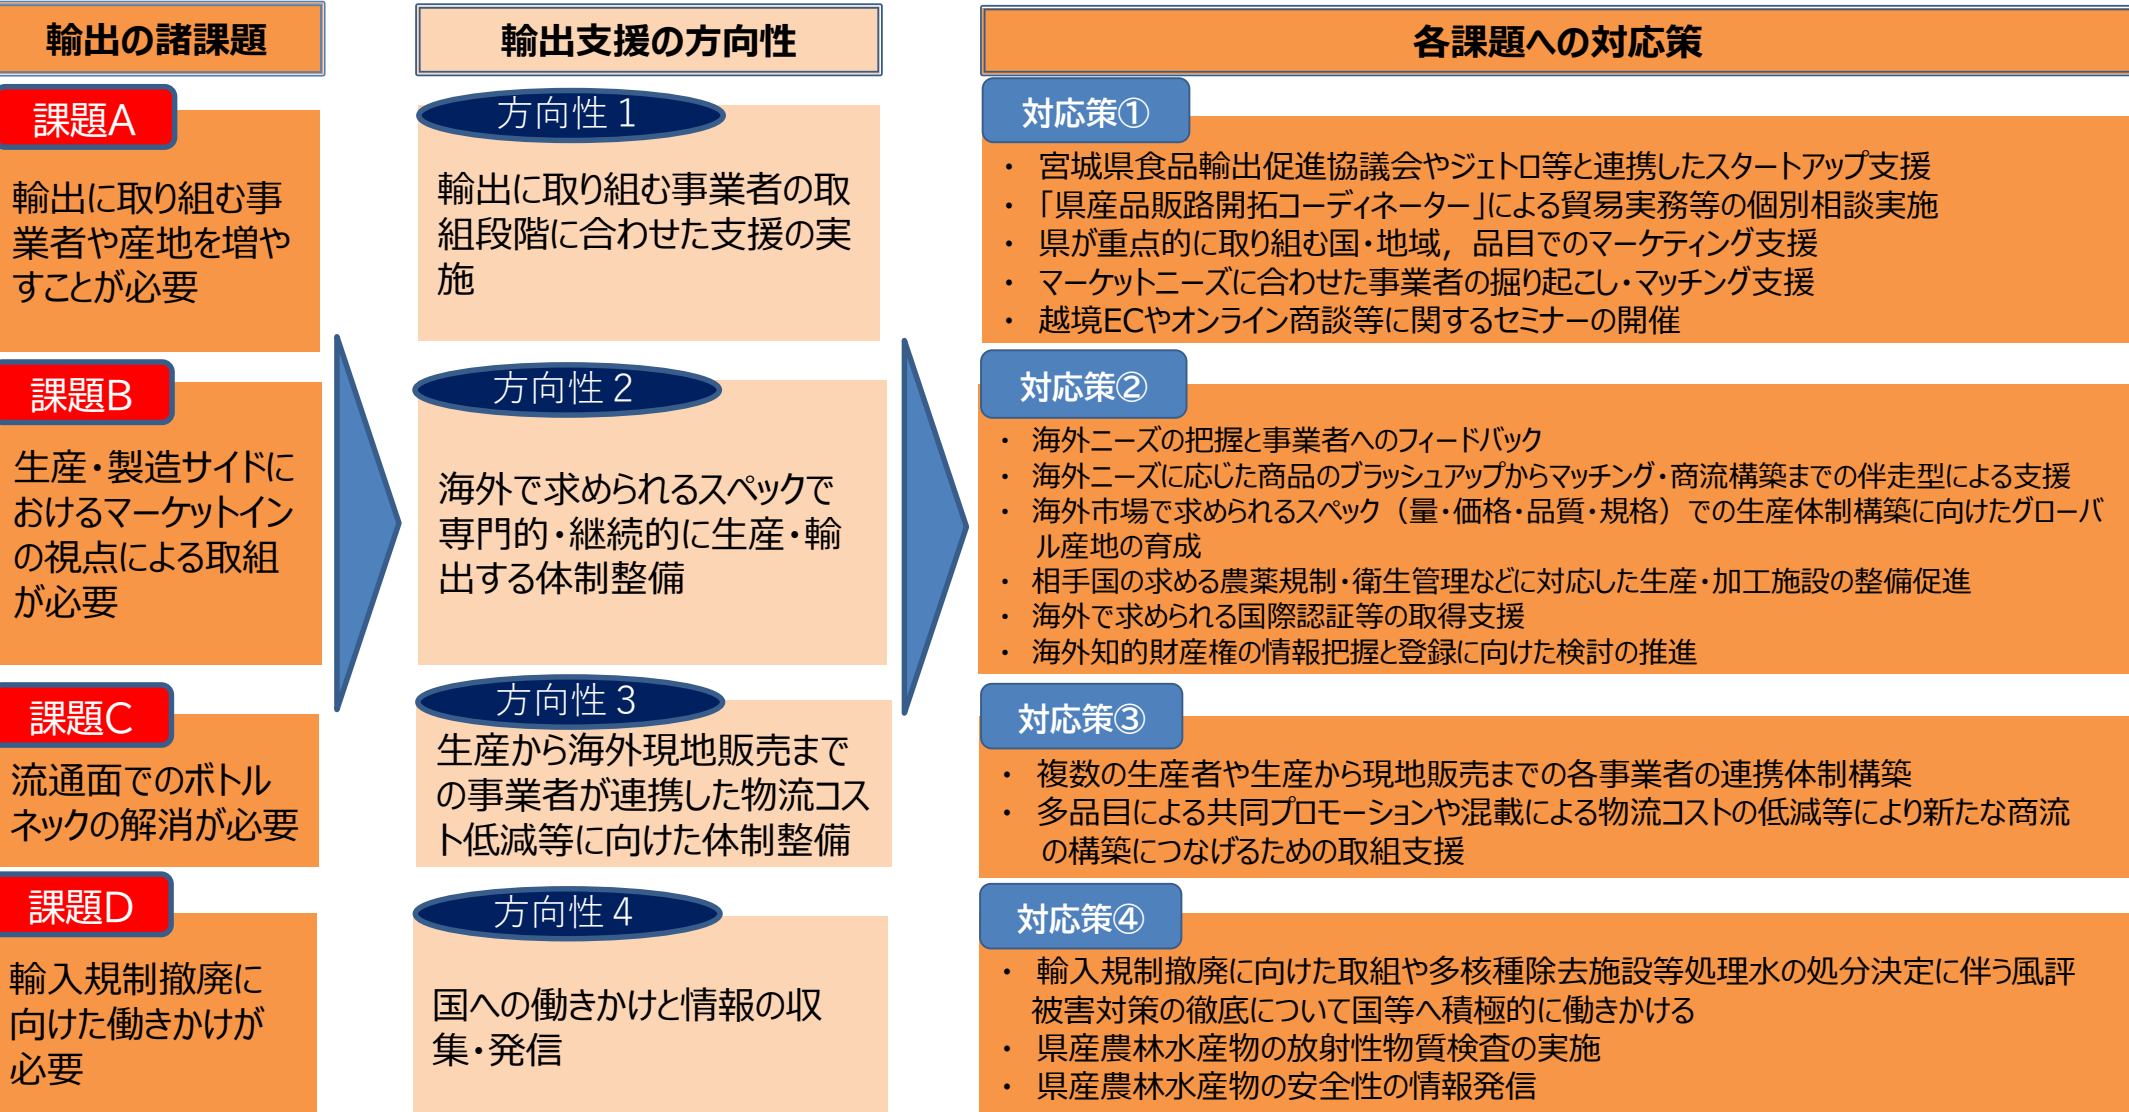 輸出の諸課題
輸出支援の方向性
各課題への対応策
課題A
輸出に取り組む事
業者や産地を増や
すことが必要
方向性１
輸出に取り組む事業者の取
組段階に合わせた支援の実
施
対応策①
・ 宮城県食品輸出促進協議会やジェトロ等と連携したスタートアップ支援
・ 「県産品販路開拓コーディネーター」による貿易実務等の個別相談実施
・ 県が重点的に取り組む国・地域，品目でのマーケティング支援
・ マーケットニーズに合わせた事業者の掘り起こし・マッチング支援
・ 越境ECやオンライン商談等に関するセミナーの開催
課題B
生産・製造サイドに
おけるマーケットイン
の視点による取組
が必要
方向性２
海外で求められるスペックで
専門的・継続的に生産・輸
出する体制整備
対応策②
・ 海外ニーズの把握と事業者へのフィードバック
・ 海外ニーズに応じた商品のブラッシュアップからマッチング・商流構築までの伴走型による支援
・ 海外市場で求められるスペック（量・価格・品質・規格）での生産体制構築に向けたグローバ
ル産地の育成
・ 相手国の求める農薬規制・衛生管理などに対応した生産・加工施設の整備促進
・ 海外で求められる国際認証等の取得支援
・ 海外知的財産権の情報把握と登録に向けた検討の推進
課題C
流通面でのボトル
ネックの解消が必要
方向性３
生産から海外現地販売まで
の事業者が連携した物流コス
ト低減等に向けた体制整備
対応策③
・ 複数の生産者や生産から現地販売までの各事業者の連携体制構築
・ 多品目による共同プロモーションや混載による物流コストの低減等により新たな商流
の構築につなげるための取組支援
課題D
輸入規制撤廃に
向けた働きかけが
必要
方向性４
国への働きかけと情報の収
集・発信
対応策④
・ 輸入規制撤廃に向けた取組や多核種除去施設等処理水の処分決定に伴う風評
被害対策の徹底について国等へ積極的に働きかける
・ 県産農林水産物の放射性物質検査の実施
・ 県産農林水産物の安全性の情報発信